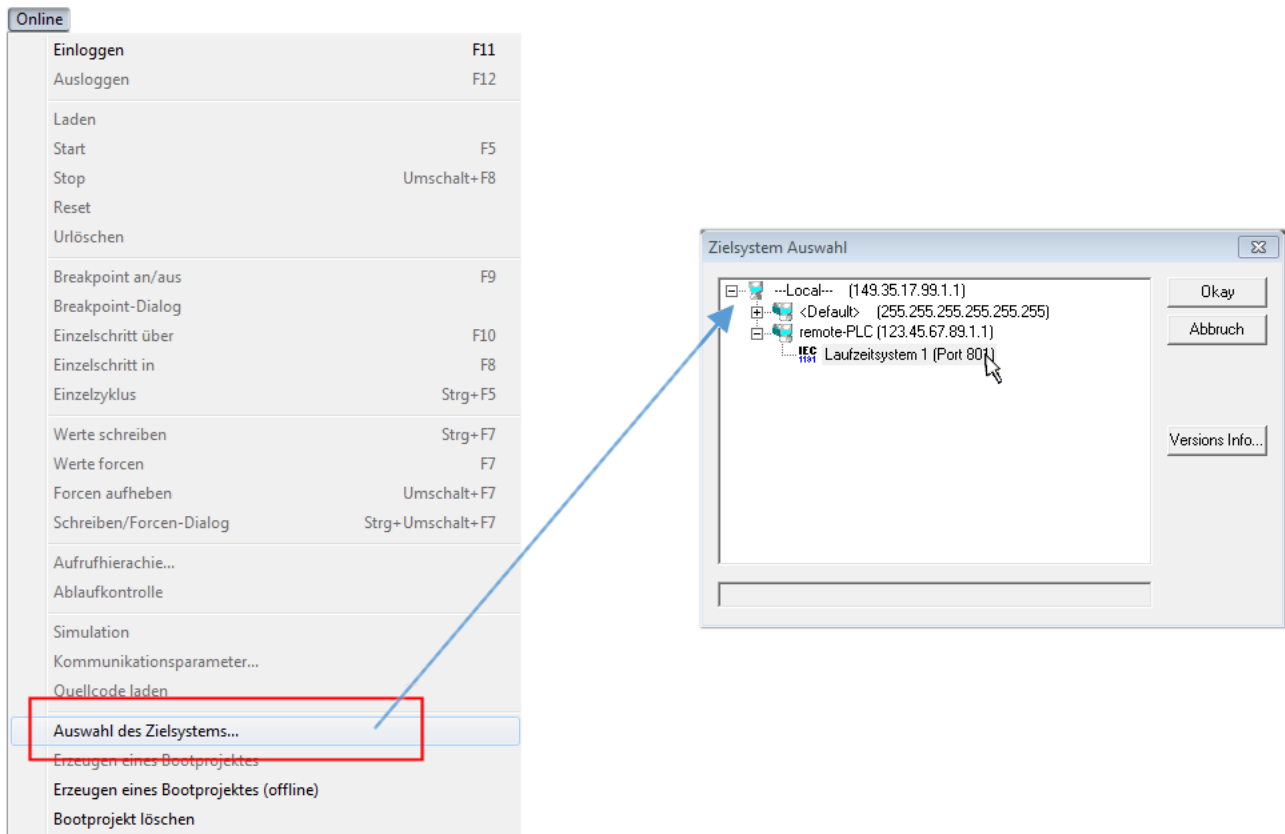 Online
Einloggen F11
Ausloggen F12
Laden
Start F5
Stop Umschalt+F8
Reset
Urlöschen
Breakpoint an/aus F9
Breakpoint-Dialog
Einzelschritt über F10
Einzelschritt in F8
Einzelzyklus Strg+F5
Werte schreiben Strg+F7
Werte forcen F7
Forcen aufheben Umschalt+F7
Schreiben/Forcen-Dialog Strg+Umschalt+F7
Aufrufhierachie...
Ablaufkontrolle
Simulation
Kommunikationsparameter...
Quellcode laden
Auswahl des Zielsystems...
Erzeugen eines Bootprojektes
Erzeugen eines Bootprojektes (offline)
Bootprojekt löschen
Zielsystem Auswahl
---Local--- (149.35.17.99.1.1)
<Default> (255.255.255.255.255.255)
remote-PLC (123.45.67.89.1.1)
IEC
1131
Laufzeitsystem 1 (Port 801)
Okay
Abbruch
Versions Info...